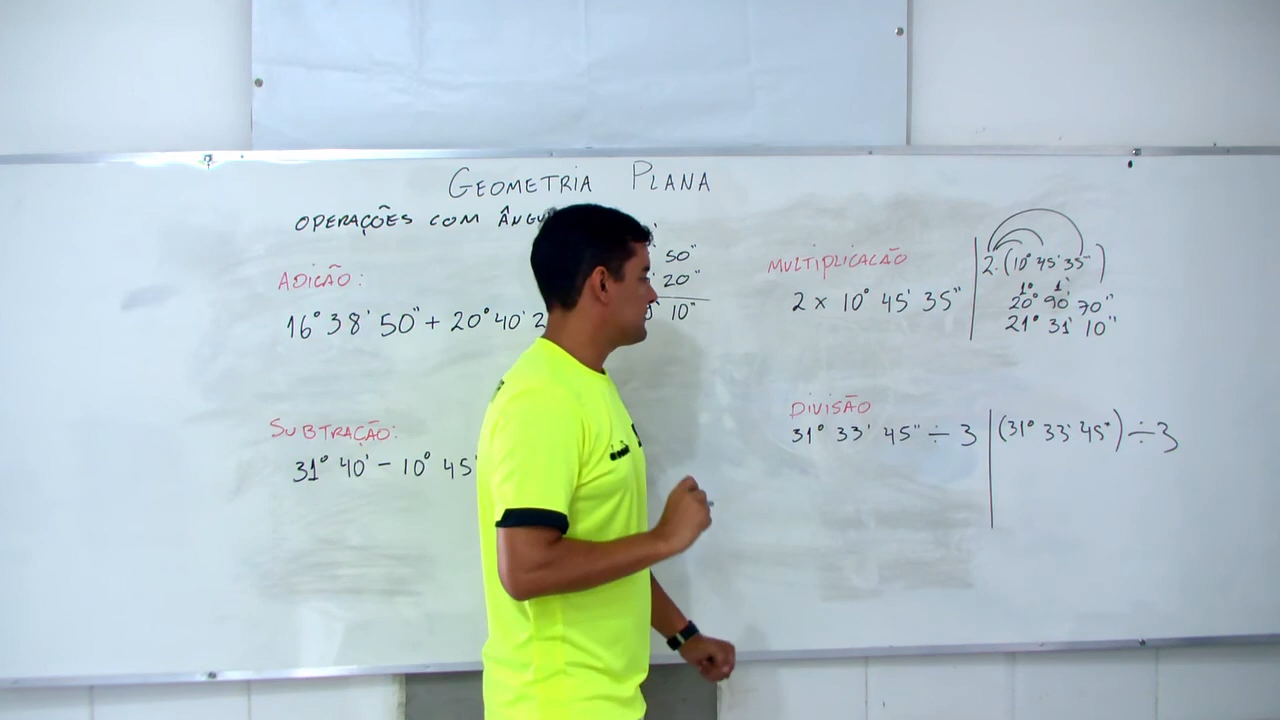 GEOMETRIA PLANA
OPERAÇÕES COM
ADIÇÃO:
16° 38' 50" + 20° 40'
50"
20"
10"
SUBTRAÇÃO:
31° 40' - 10° 45'
MULTIPLICAÇÃO
2 x 10° 45' 35"
2. (10° 45' 35")
1° 1'
20° 90' 70"
21° 31' 10"
DIVISÃO
31° 33' 45" ÷ 3
(31° 33' 45") ÷ 3